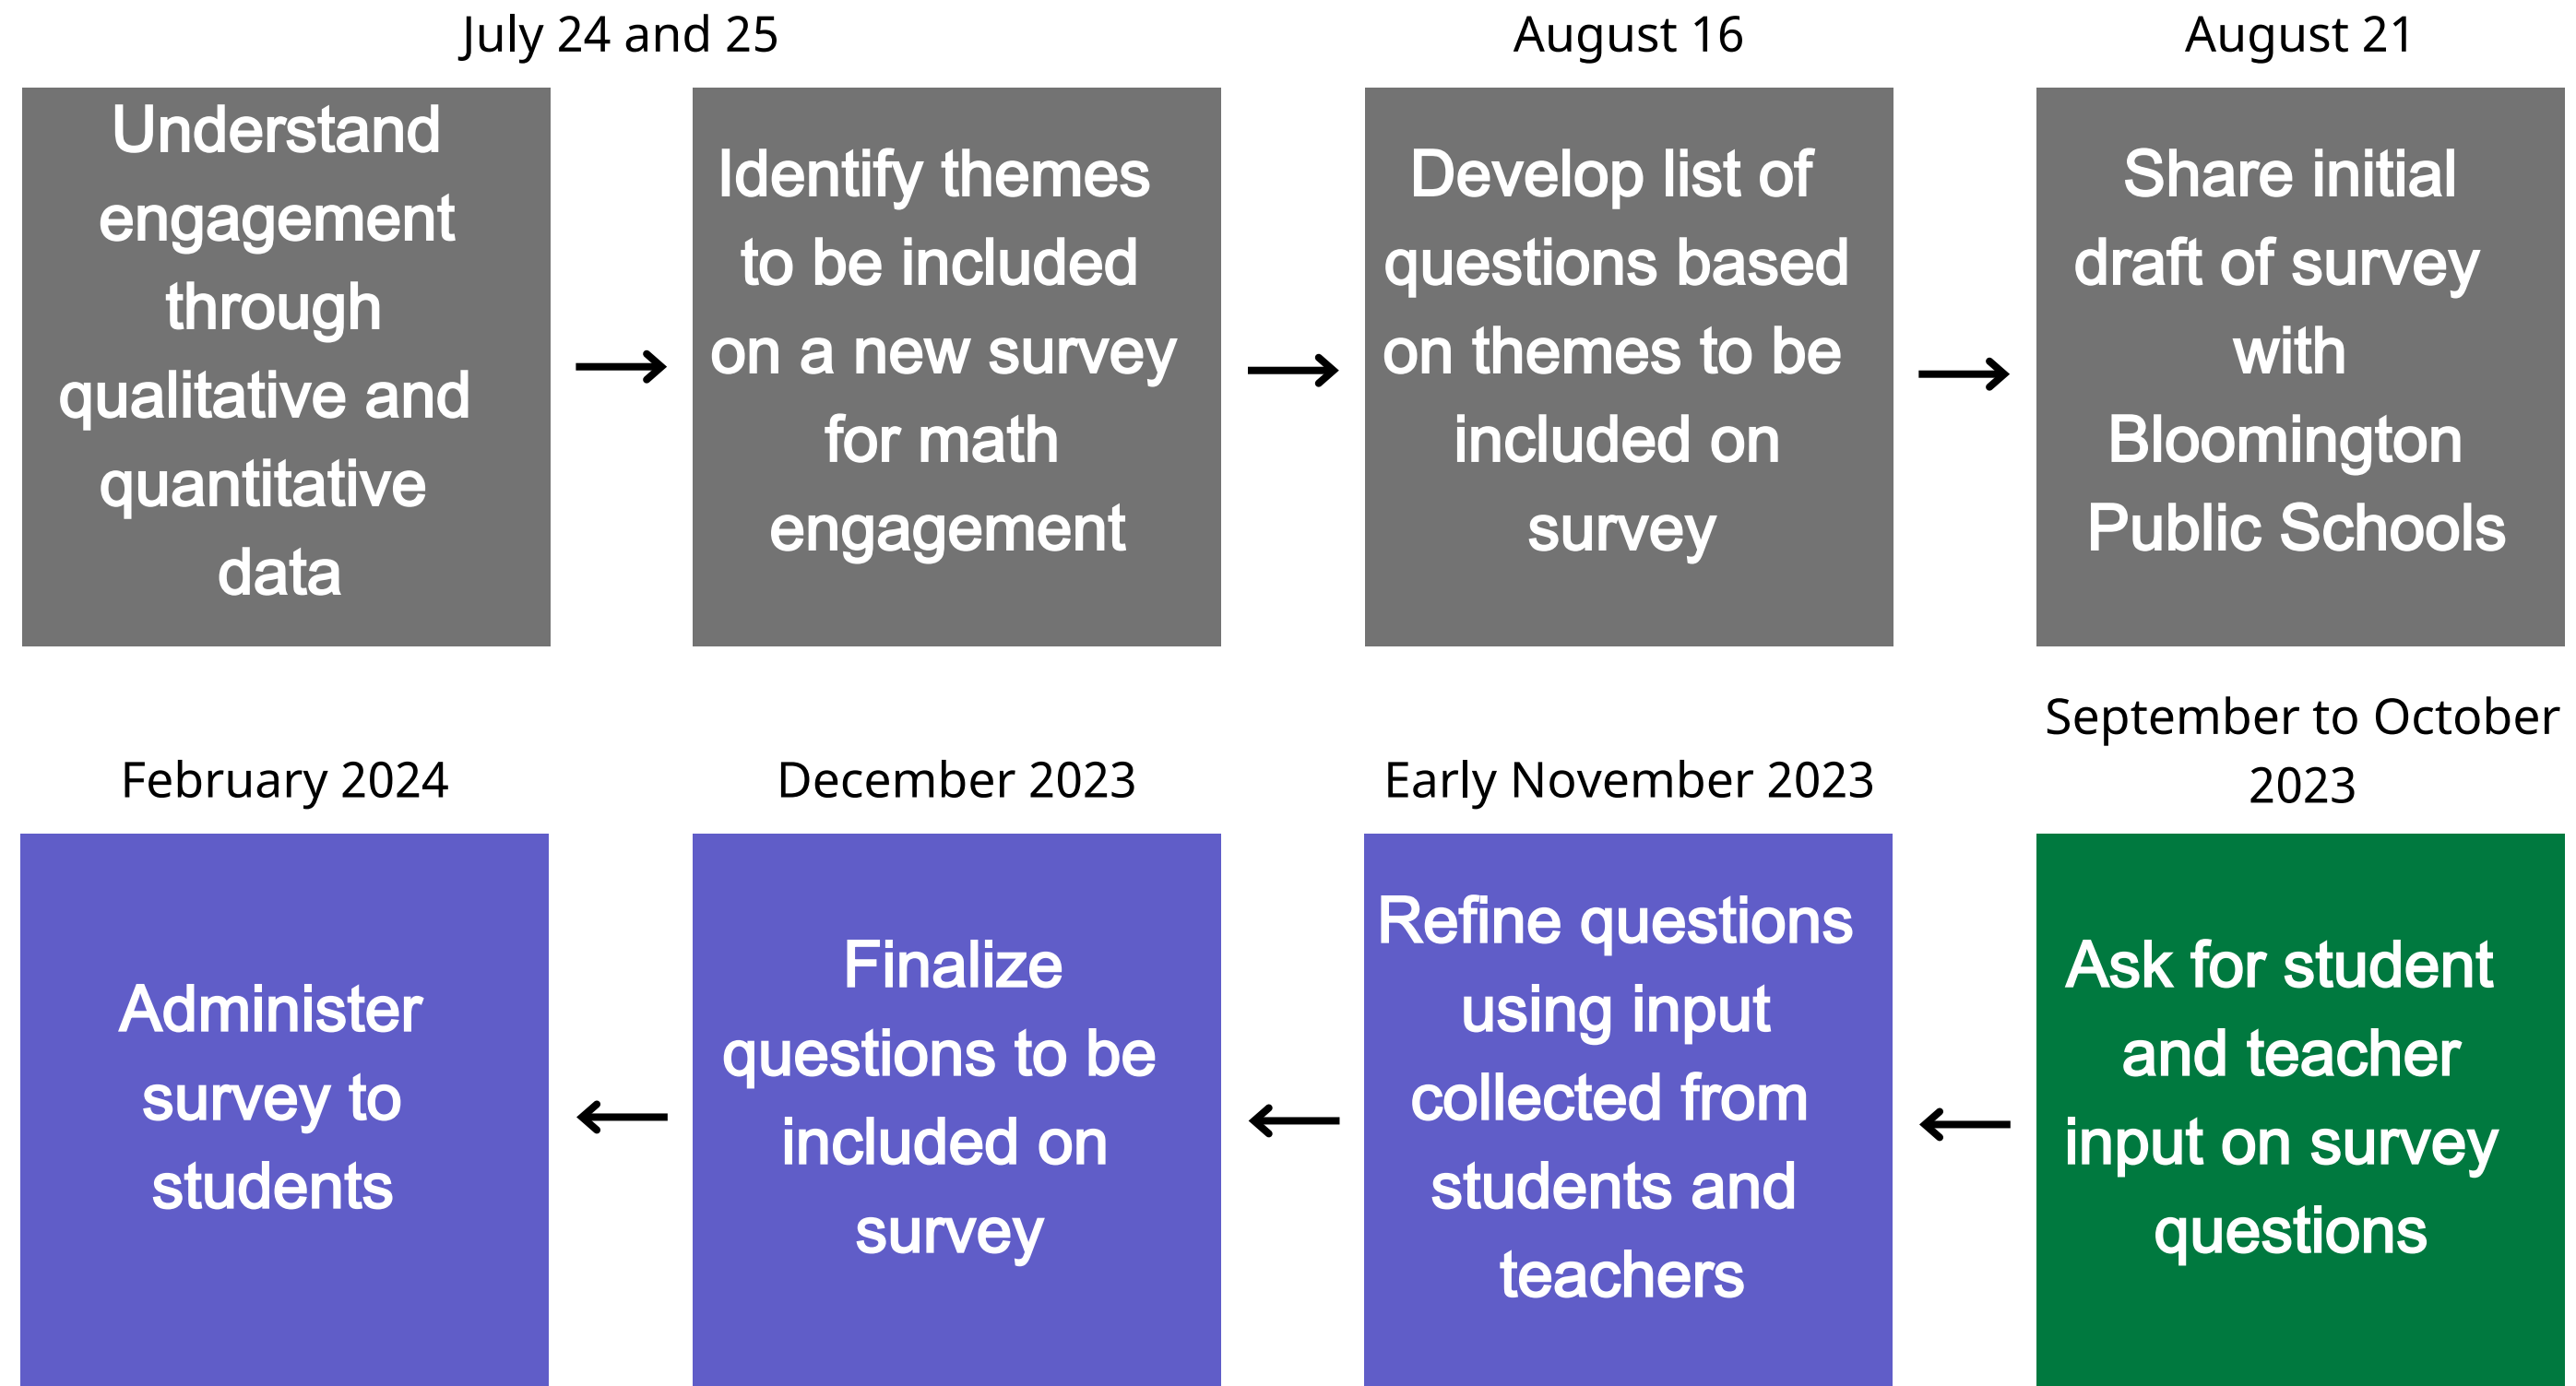 July 24 and 25
Understand
engagement
through
qualitative and
quantitative
data
Identify themes
to be included
on a new survey
for math
engagement
August 16
Develop list of
questions based
on themes to be
included on
survey
August 21
Share initial
draft of survey
with
Bloomington
Public Schools
September to October
2023
Ask for student
and teacher
input on survey
questions
Early November 2023
Refine questions
using input
collected from
students and
teachers
December 2023
Finalize
questions to be
included on
survey
February 2024
Administer
survey to
students